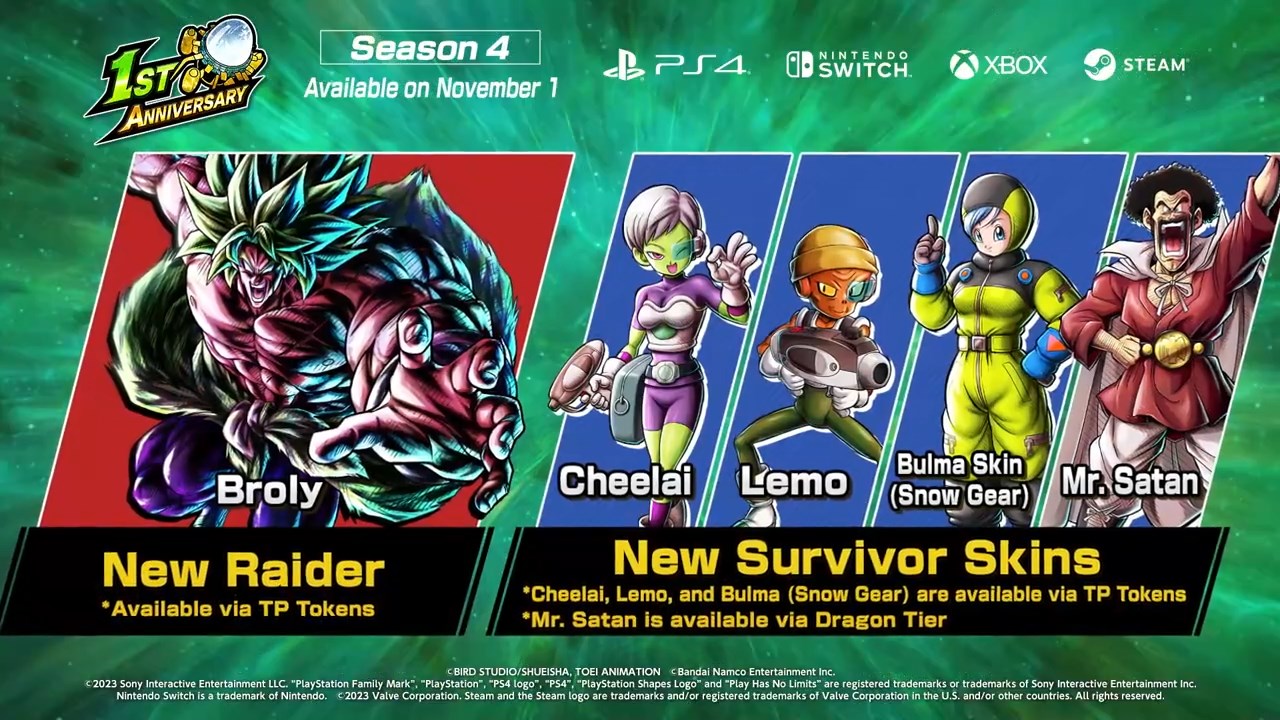 1ST
ANNIVERSARY
Season 4
Available on November 1
PS4
NINTENDO
SWITCH
XBOX
STEAM
Broly
Cheelai
Lemo
Bulma Skin
(Snow Gear)
Mr. Satan
New Raider
*Available via TP Tokens
New Survivor Skins
*Cheelai, Lemo, and Bulma (Snow Gear) are available via TP Tokens
*Mr. Satan is available via Dragon Tier
©BIRD STUDIO/SHUEISHA, TOEI ANIMATION ©Bandai Namco Entertainment Inc.
©2023 Sony Interactive Entertainment LLC. "PlayStation Family Mark", "PlayStation", "PS4 logo", "PS4", "PlayStation Shapes Logo" and "Play Has No Limits" are registered trademarks or trademarks of Sony Interactive Entertainment Inc.
Nintendo Switch is a trademark of Nintendo. ©2023 Valve Corporation. Steam and the Steam logo are trademarks and/or registered trademarks of Valve Corporation in the U.S. and/or other countries. All rights reserved.